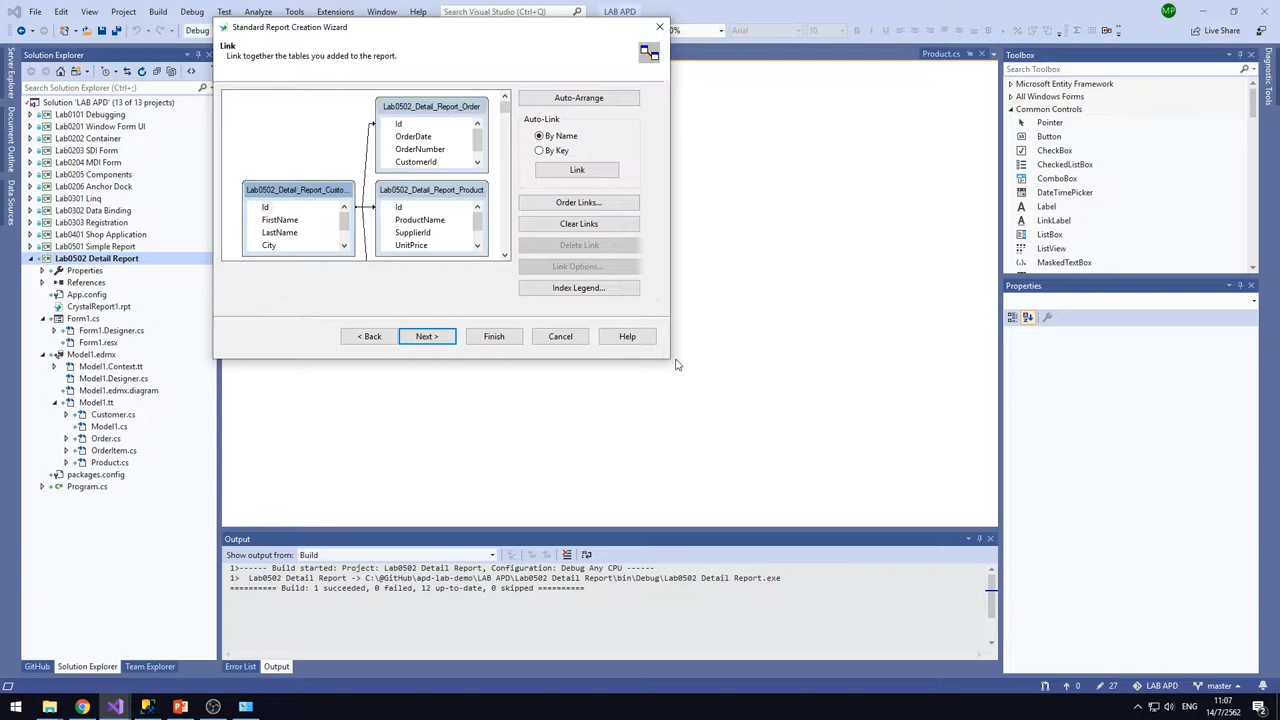 File Edit View Project Build Debug Test Analyze Tools Extensions Window Help Search Visual Studio (Ctrl+Q)
LAB APD
MP
Debug
Live Share
Standard Report Creation Wizard
Link
Link together the tables you added to the report.
Lab0502_Detail_Report_Order
Id
OrderDate
OrderNumber
CustomerId
Lab0502_Detail_Report_Custo...
Id
FirstName
LastName
City
Lab0502_Detail_Report_Product
Id
ProductName
SupplierId
UnitPrice
Auto-Arrange
Auto-Link
By Name
By Key
Link
Order Links...
Clear Links
Delete Link
Link Options...
Index Legend...
< Back
Next >
Finish
Cancel
Help
Server Explorer
Document Outline
Data Sources
Solution Explorer
Search Solution Explorer (Ctrl+;)
Solution 'LAB APD' (13 of 13 projects)
Lab0101 Debugging
Lab0201 Window Form UI
Lab0202 Container
Lab0203 SDI Form
Lab0204 MDI Form
Lab0205 Components
Lab0206 Anchor Dock
Lab0301 Linq
Lab0302 Data Binding
Lab0303 Registration
Lab0401 Shop Application
Lab0501 Simple Report
Lab0502 Detail Report
Properties
References
App.config
CrystalReport1.rpt
Form1.cs
Form1.Designer.cs
Form1.resx
Model1.edmx
Model1.Context.tt
Model1.Designer.cs
Model1.edmx.diagram
Model1.tt
Customer.cs
Model1.cs
Order.cs
OrderItem.cs
Product.cs
packages.config
Program.cs
GitHub
Solution Explorer
Team Explorer
Product.cs
Toolbox
Search Toolbox
Microsoft Entity Framework
All Windows Forms
Common Controls
Pointer
Button
CheckBox
CheckedListBox
ComboBox
DateTimePicker
Label
LinkLabel
ListBox
ListView
MaskedTextBox
Properties
Diagnostic Tools
Output
Show output from: Build
1>------ Build started: Project: Lab0502 Detail Report, Configuration: Debug Any CPU ------
1>  Lab0502 Detail Report -> C:\@GitHub\apd-lab-demo\LAB APD\Lab0502 Detail Report\bin\Debug\Lab0502 Detail Report.exe
========== Build: 1 succeeded, 0 failed, 12 up-to-date, 0 skipped ==========
Error List
Output
0
27
LAB APD
master
ENG
11:07
14/7/2562
2